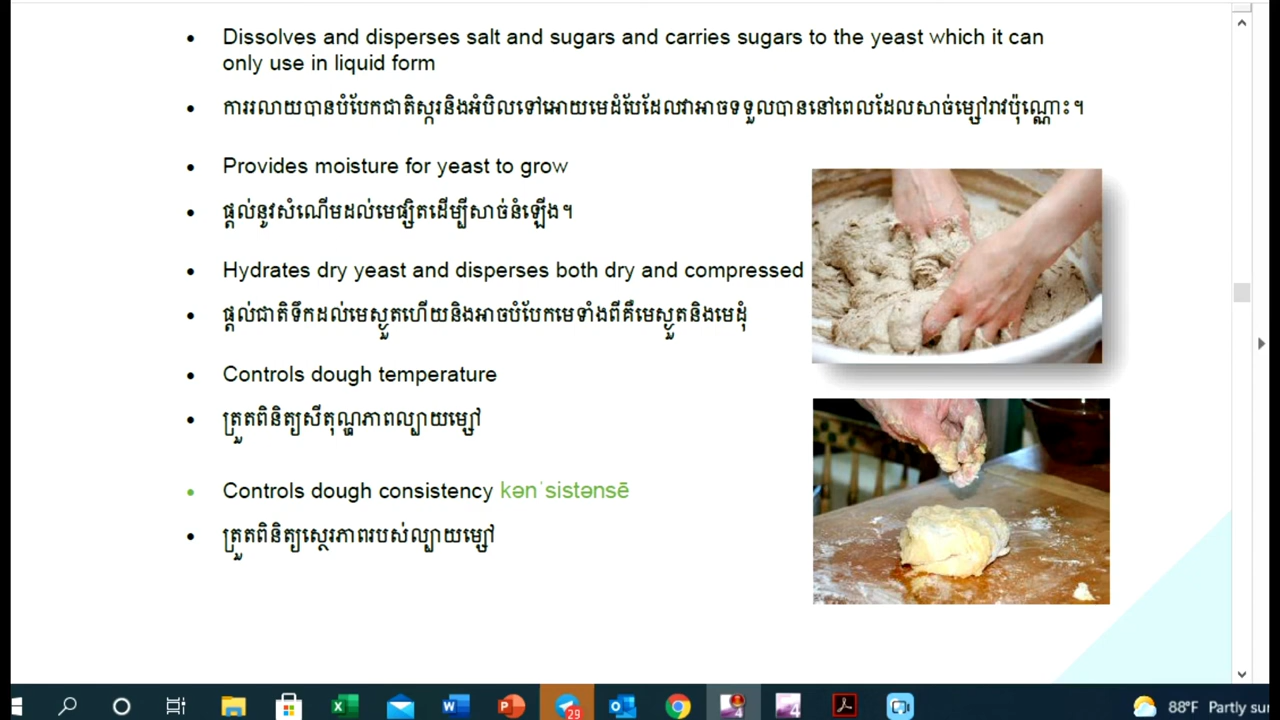 Dissolves and disperses salt and sugars and carries sugars to the yeast which it can
only use in liquid form
ការរលាយបានបំបែកជាតិស្ករនិងអំបិលទៅអោយមេដំបែដែលវាអាចទទួលបាននៅពេលដែលសាច់ម្សៅរាវប៉ុណ្ណោះ។
Provides moisture for yeast to grow
ផ្តល់នូវសំណើមដល់មេផ្សិតដើម្បីសាច់នំឡើង។
Hydrates dry yeast and disperses both dry and compressed
ផ្តល់ជាតិទឹកដល់មេស្ងួតហើយនិងអាចបំបែកមេទាំងពីគឺមេស្ងួតនិងមេដុំ
Controls dough temperature
ត្រួតពិនិត្យសីតុណ្ហភាពល្បាយម្សៅ
Controls dough consistency kənˈsistənsē
ត្រួតពិនិត្យស្ថេរភាពរបស់ល្បាយម្សៅ
29
88°F Partly sun